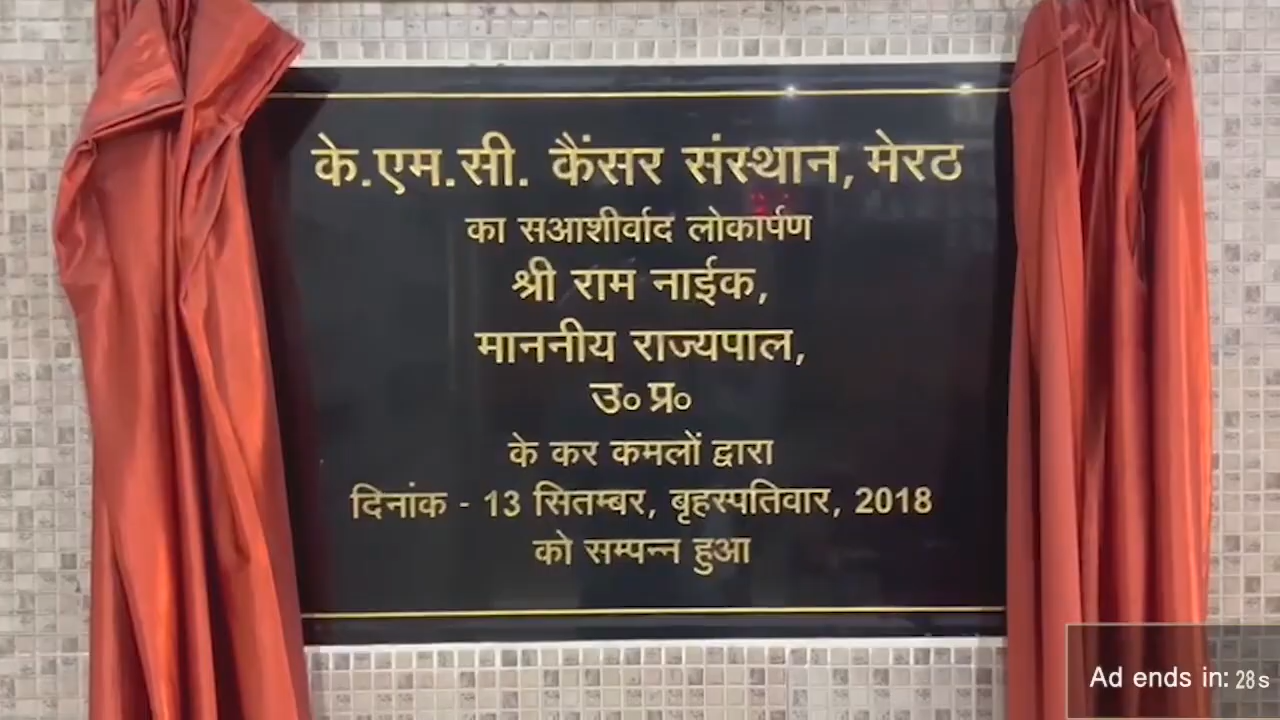 के.एम.सी. कैंसर संस्थान, मेरठ
का सआशीर्वाद लोकार्पण
श्री राम नाईक,
माननीय राज्यपाल,
उ० प्र०
के कर कमलों द्वारा
दिनांक - 13 सितम्बर, बृहस्पतिवार, 2018
को सम्पन्न हुआ
Ad ends in: 28s